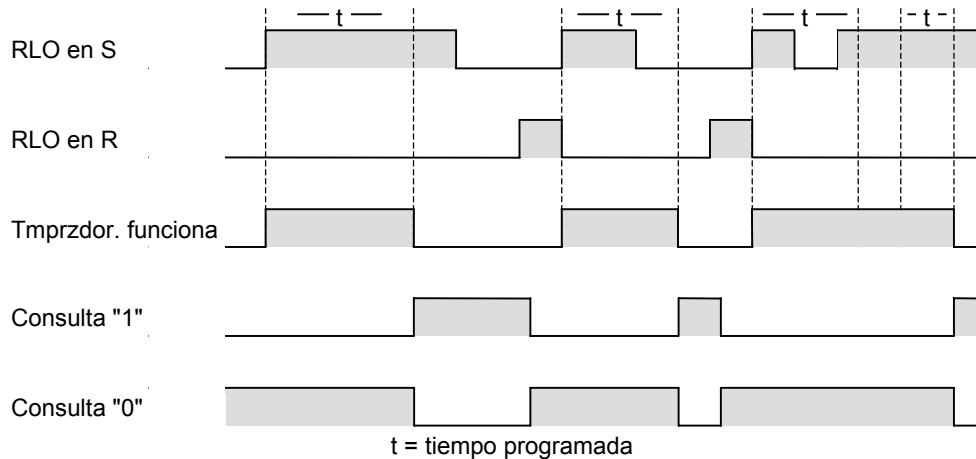 t t t t
RLO en S
RLO en R
Tmprzdor. funciona
Consulta "1"
Consulta "0"
t = tiempo programada